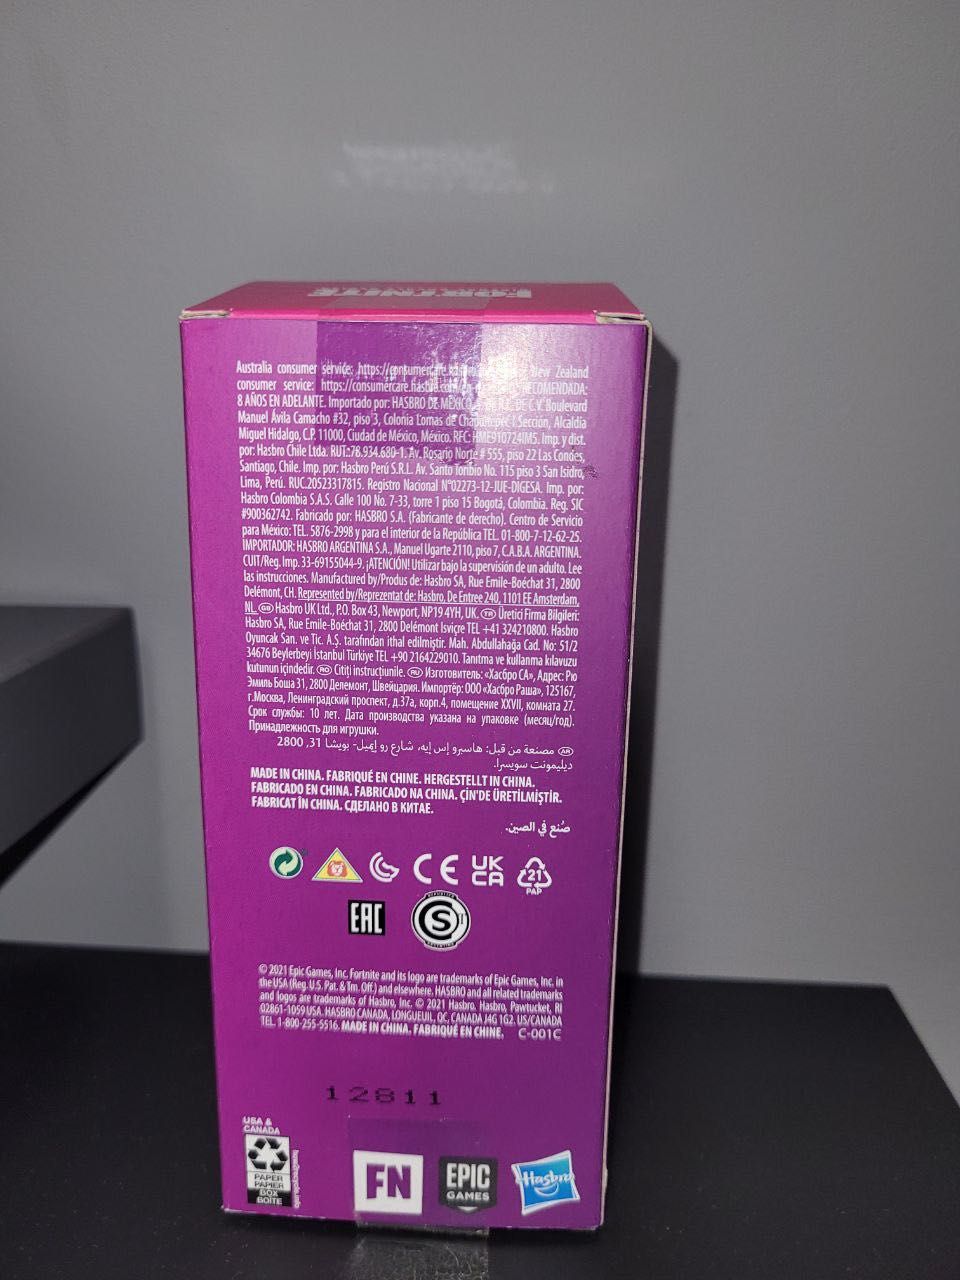 FORTNITE
Australia consumer service: New Zealand
consumer service: RECOMENDADA:
8 AÑOS EN ADELANTE. Importado por: HASBRO DE MÉXICO, S. DE R.L. DE C.V. Boulevard
Manuel Ávila Camacho #32, piso 3, Colonia Lomas de Chapultepec I Sección, Alcaldía
Miguel Hidalgo, C.P. 11000, Ciudad de México, México. RFC: HME910724IM5. Imp. y dist.
por: Hasbro Chile Ltda. RUT.:78.934.680-1. Av. Rosario Norte # 555, piso 22 Las Condes,
Santiago, Chile. Imp. por: Hasbro Perú S.R.L. Av. Santo Toribio No. 115 piso 3 San Isidro,
Lima, Perú. RUC.20523317815. Registro Nacional N°02273-12-JUE-DIGESA. Imp. por:
Hasbro Colombia S.A.S. Calle 100 No. 7-33, torre 1 piso 15 Bogotá, Colombia. Reg. SIC
#900362742. Fabricado por: HASBRO S.A. (Fabricante de derecho). Centro de Servicio
para México: TEL. 5876-2998 y para el interior de la República TEL. 01-800-7-12-62-25.
IMPORTADOR: HASBRO ARGENTINA S.A., Manuel Ugarte 2110, piso 7, C.A.B.A. ARGENTINA.
CUIT/Reg. Imp. 33-69155044-9. ¡ATENCIÓN! Utilizar bajo la supervisión de un adulto. Lee
las instrucciones. Manufactured by/Produs de: Hasbro SA, Rue Emile-Boéchat 31, 2800
Delémont, CH. Represented by/Reprezentat de: Hasbro, De Entree 240, 1101 EE Amsterdam,
NL. GB Hasbro UK Ltd., P.O. Box 43, Newport, NP19 4YH, UK. TR Üretici Firma Bilgileri:
Hasbro SA, Rue Emile-Boéchat 31, 2800 Delémont İsviçre TEL +41 324210800. Hasbro
Oyuncak San. ve Tic. A.Ş. tarafından ithal edilmiştir. Mah. Abdullahağa Cad. No: 51/2
34676 Beylerbeyi İstanbul Türkiye TEL +90 2164229010. Tanıtma ve kullanma kılavuzu
kutunun içindedir. RO Citiți instrucțiunile. RU Изготовитель: «Хасбро СА», Адрес: Рю
Эмиль Боша 31, 2800 Делемонт, Швейцария. Импортёр: ООО «Хасбро Раша», 125167,
г.Москва, Ленинградский проспект, д.37а, корп.4, помещение XXVII, комната 27.
Срок службы: 10 лет. Дата производства указана на упаковке (месяц/год).
Принадлежность для игрушки.
AR مصنعة من قبل: هاسبرو إس إيه، شارع رو إيميل- بويشا 31, 2800
ديليمونت سويسرا.
MADE IN CHINA. FABRIQUÉ EN CHINE. HERGESTELLT IN CHINA.
FABRICADO EN CHINA. FABRICADO NA CHINA. ÇİN'DE ÜRETİLMİŞTİR.
FABRICAT ÎN CHINA. СДЕЛАНО В КИТАЕ.
صُنع في الصين.
CE UK CA 21
PAP
EAC S
© 2021 Epic Games, Inc. Fortnite and its logo are trademarks of Epic Games, Inc. in
the USA (Reg. U.S. Pat. & Tm. Off.) and elsewhere. HASBRO and all related trademarks
and logos are trademarks of Hasbro, Inc. © 2021 Hasbro. Hasbro, Pawtucket, RI
02861-1059 USA. HASBRO CANADA, LONGUEUIL, QC, CANADA J4G 1G2. US/CANADA
TEL. 1-800-255-5516. MADE IN CHINA. FABRIQUÉ EN CHINE. C-001C
12811
USA &
CANADA
PAPER
PAPIER
BOX
BOÎTE
FN
EPIC
GAMES
Hasbro